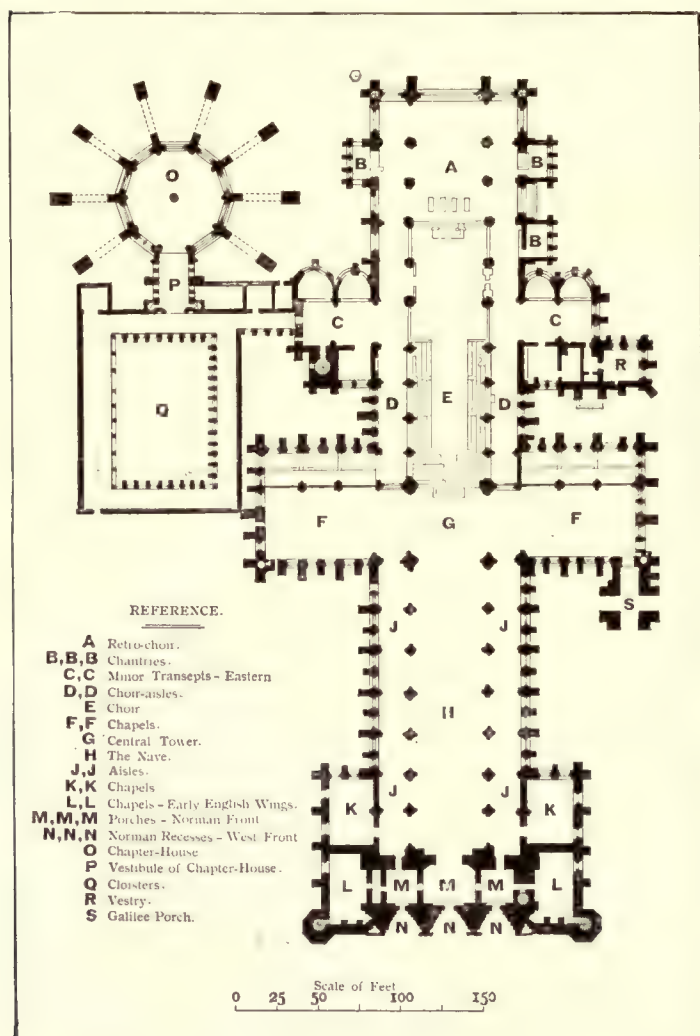 O
B
A
B
B
P
C
C
R
Q
D
E
D
F
G
F
S
J
J
H
J
J
K
K
L
M
M
M
L
N
N
N
REFERENCE.
A Retro-choir.
B,B,B Chantries.
C,C Minor Transepts - Eastern
D,D Choir-aisles.
E Choir
F,F Chapels.
G Central Tower.
H The Nave.
J,J Aisles.
K,K Chapels
L,L Chapels - Early English Wings.
M,M,M Porches - Norman Front
N,N,N Norman Recesses - West Front
O Chapter-House
P Vestibule of Chapter-House.
Q Cloisters.
R Vestry.
S Galilee Porch.
Scale of Feet
0 25 50 100 150